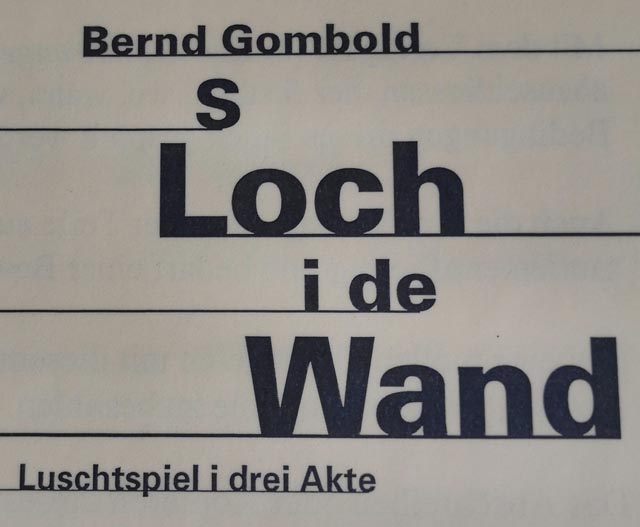 Bernd Gombold
s
Loch
i de
Wand
Luschtspiel i drei Akte